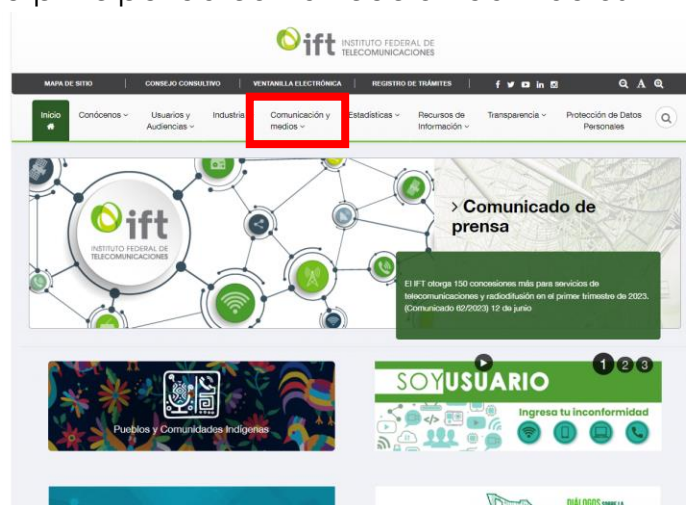 ift INSTITUTO FEDERAL DE
TELECOMUNICACIONES
MAPA DE SITIO | CONSEJO CONSULTIVO | VENTANILLA ELECTRÓNICA | REGISTRO DE TRÁMITES | A
Inicio
Conócenos
Usuarios y
Audiencias
Industria
Comunicación y
medios
Estadísticas
Recursos de
Información
Transparencia
Protección de Datos
Personales
ift
INSTITUTO FEDERAL DE
TELECOMUNICACIONES
> Comunicado de
prensa
El IFT otorga 150 concesiones más para servicios de
telecomunicaciones y radiodifusión en el primer trimestre de 2023.
(Comunicado 62/2023) 12 de junio
1 2 3
Pueblos y Comunidades Indígenas
SOYUSUARIO
Ingresa tu inconformidad
DIÁLOGOS SOBRE LA